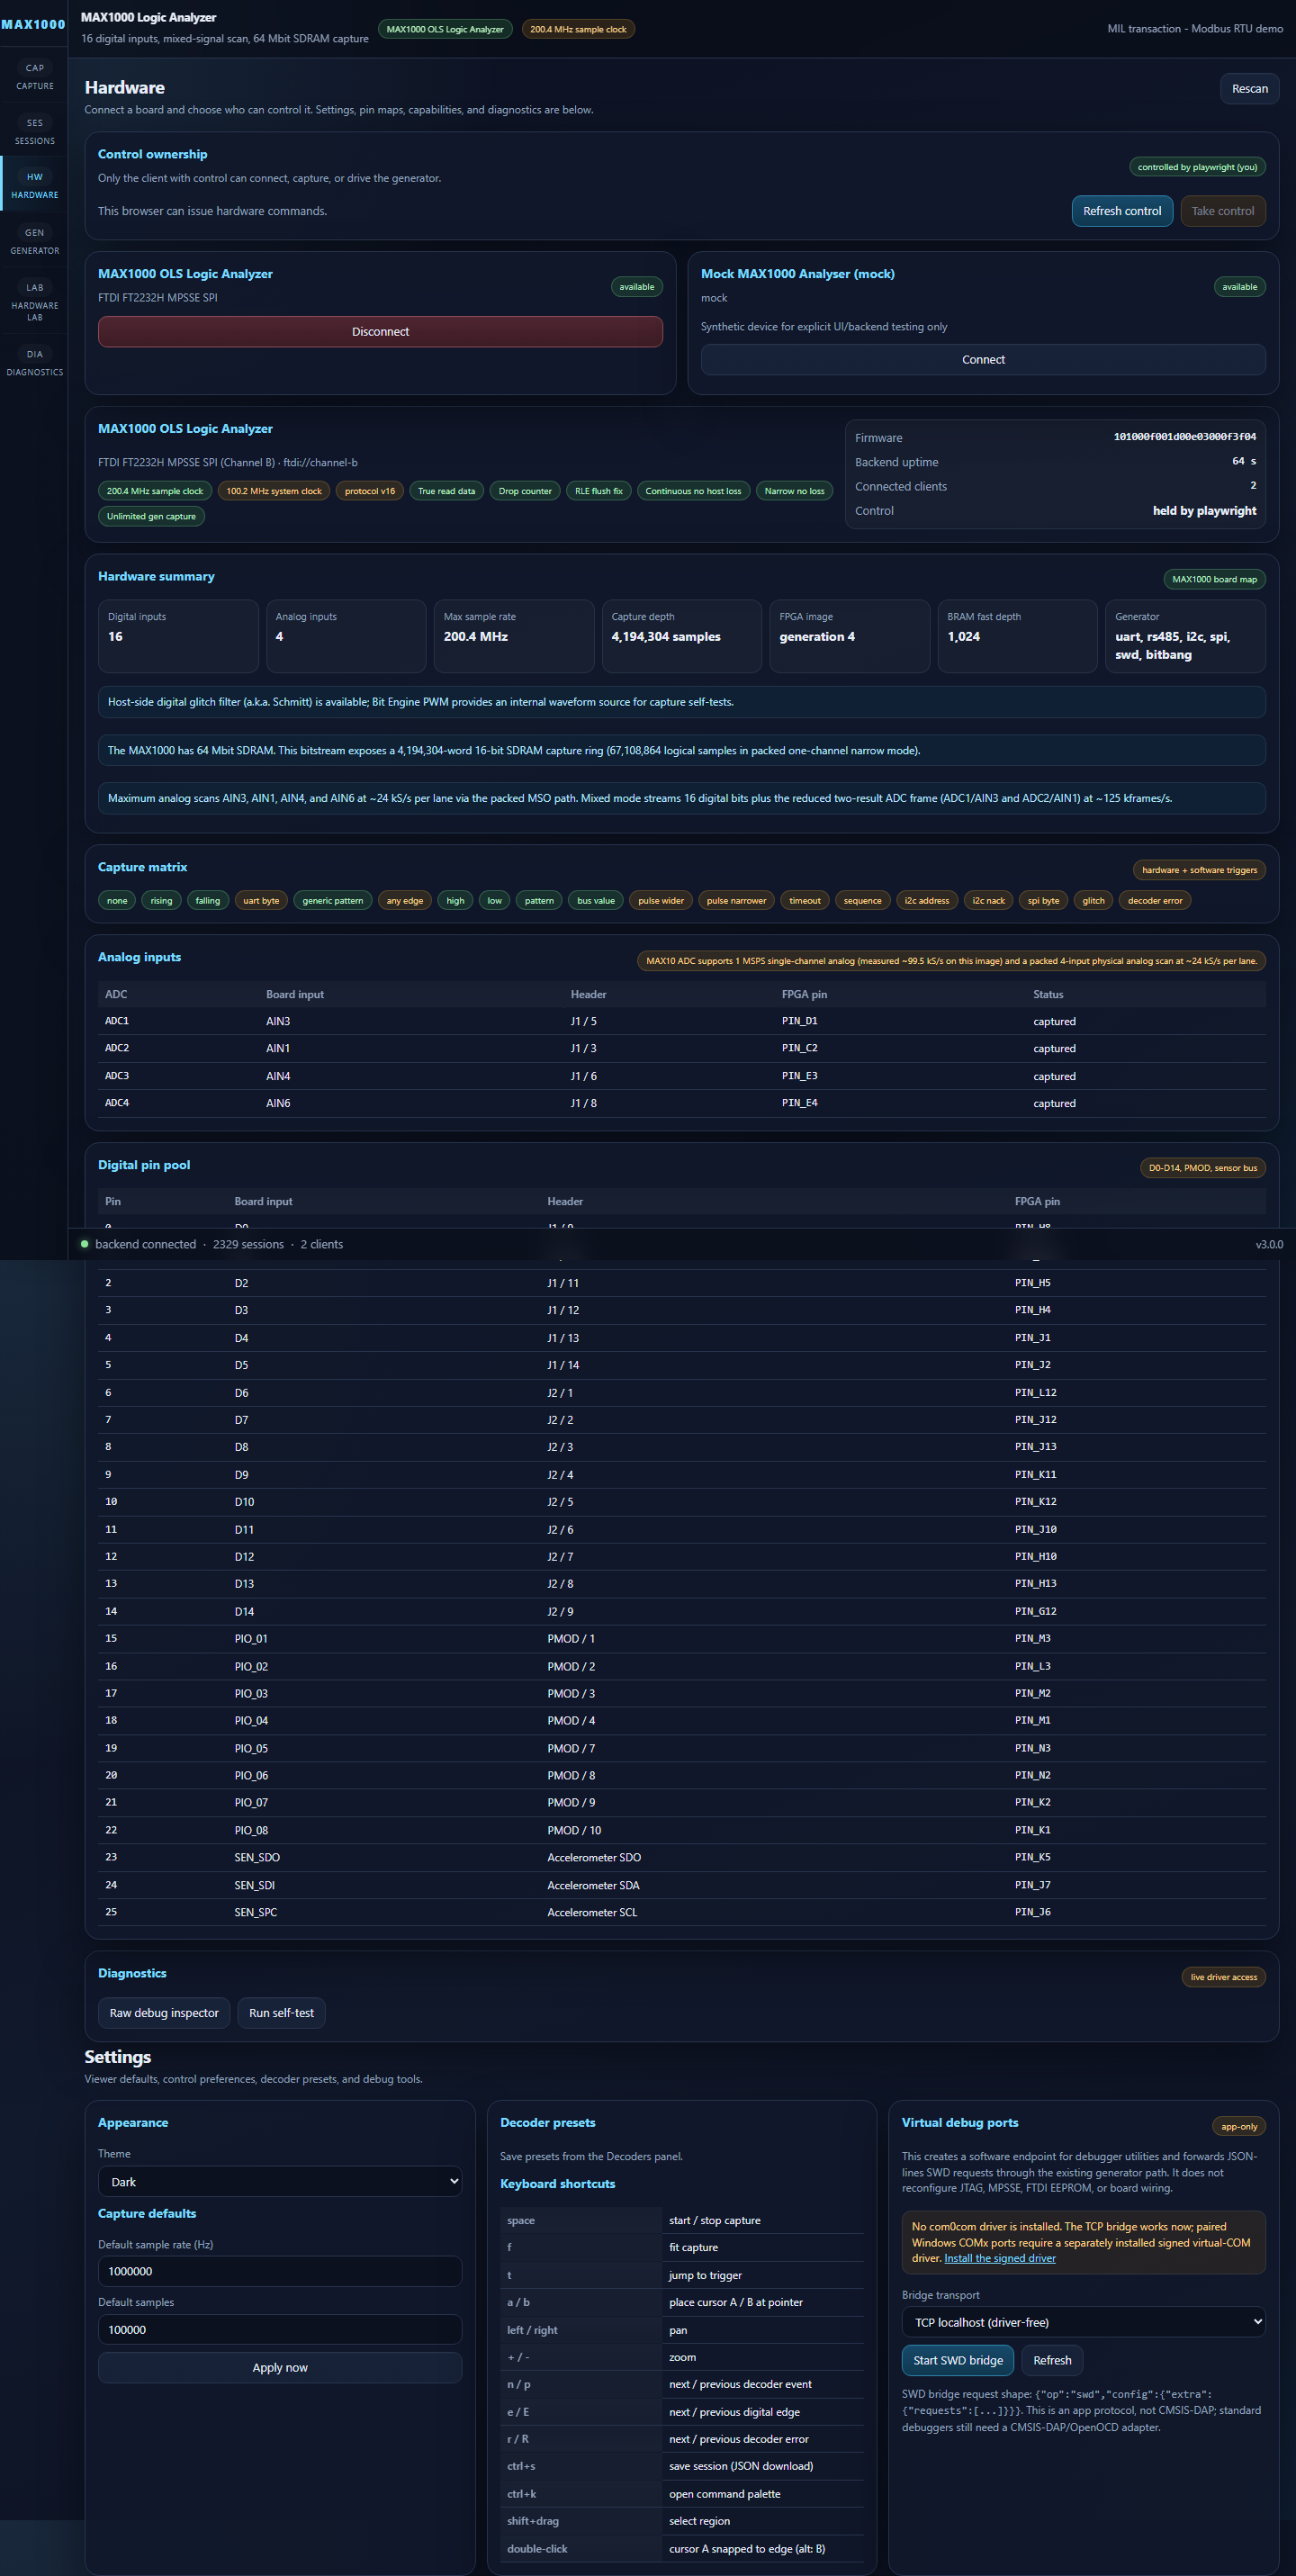 MAX1000
MAX1000 Logic Analyzer
16 digital inputs, mixed-signal scan, 64 Mbit SDRAM capture
MAX1000 OLS Logic Analyzer
200.4 MHz sample clock
MIL transaction - Modbus RTU demo
CAP
CAPTURE
SES
SESSIONS
HW
HARDWARE
GEN
GENERATOR
LAB
HARDWARE
LAB
DIA
DIAGNOSTICS
Hardware
Connect a board and choose who can control it. Settings, pin maps, capabilities, and diagnostics are below.
Rescan
Control ownership
Only the client with control can connect, capture, or drive the generator.
controlled by playwright (you)
This browser can issue hardware commands.
Refresh control
Take control
MAX1000 OLS Logic Analyzer
FTDI FT2232H MPSSE SPI
available
Disconnect
Mock MAX1000 Analyser (mock)
mock
available
Synthetic device for explicit UI/backend testing only
Connect
MAX1000 OLS Logic Analyzer
FTDI FT2232H MPSSE SPI (Channel B) · ftdi://channel-b
200.4 MHz sample clock 100.2 MHz system clock protocol v16 True read data Drop counter RLE flush fix Continuous no host loss Narrow no loss
Unlimited gen capture
Firmware 101000f001d00e03000f3f04
Backend uptime 64 s
Connected clients 2
Control held by playwright
Hardware summary
MAX1000 board map
Digital inputs
16
Analog inputs
4
Max sample rate
200.4 MHz
Capture depth
4,194,304 samples
FPGA image
generation 4
BRAM fast depth
1,024
Generator
uart, rs485, i2c, spi,
swd, bitbang
Host-side digital glitch filter (a.k.a. Schmitt) is available; Bit Engine PWM provides an internal waveform source for capture self-tests.
The MAX1000 has 64 Mbit SDRAM. This bitstream exposes a 4,194,304-word 16-bit SDRAM capture ring (67,108,864 logical samples in packed one-channel narrow mode).
Maximum analog scans AIN3, AIN1, AIN4, and AIN6 at ~24 kS/s per lane via the packed MSO path. Mixed mode streams 16 digital bits plus the reduced two-result ADC frame (ADC1/AIN3 and ADC2/AIN1) at ~125 kframes/s.
Capture matrix
hardware + software triggers
none rising falling uart byte generic pattern any edge high low pattern bus value pulse wider pulse narrower timeout sequence i2c address i2c nack spi byte glitch decoder error
Analog inputs
MAX10 ADC supports 1 MSPS single-channel analog (measured ~99.5 kS/s on this image) and a packed 4-input physical analog scan at ~24 kS/s per lane.
ADC Board input Header FPGA pin Status
ADC1 AIN3 J1 / 5 PIN_D1 captured
ADC2 AIN1 J1 / 3 PIN_C2 captured
ADC3 AIN4 J1 / 6 PIN_E3 captured
ADC4 AIN6 J1 / 8 PIN_E4 captured
Digital pin pool
D0-D14, PMOD, sensor bus
Pin Board input Header FPGA pin
0 D0 J1 / 9 PIN_H8
backend connected · 2329 sessions · 2 clients
v3.0.0
2 D2 J1 / 11 PIN_H5
3 D3 J1 / 12 PIN_H4
4 D4 J1 / 13 PIN_J1
5 D5 J1 / 14 PIN_J2
6 D6 J2 / 1 PIN_L12
7 D7 J2 / 2 PIN_J12
8 D8 J2 / 3 PIN_J13
9 D9 J2 / 4 PIN_K11
10 D10 J2 / 5 PIN_K12
11 D11 J2 / 6 PIN_J10
12 D12 J2 / 7 PIN_H10
13 D13 J2 / 8 PIN_H13
14 D14 J2 / 9 PIN_G12
15 PIO_01 PMOD / 1 PIN_M3
16 PIO_02 PMOD / 2 PIN_L3
17 PIO_03 PMOD / 3 PIN_M2
18 PIO_04 PMOD / 4 PIN_M1
19 PIO_05 PMOD / 7 PIN_N3
20 PIO_06 PMOD / 8 PIN_N2
21 PIO_07 PMOD / 9 PIN_K2
22 PIO_08 PMOD / 10 PIN_K1
23 SEN_SDO Accelerometer SDO PIN_K5
24 SEN_SDI Accelerometer SDA PIN_J7
25 SEN_SPC Accelerometer SCL PIN_J6
Diagnostics
live driver access
Raw debug inspector
Run self-test
Settings
Viewer defaults, control preferences, decoder presets, and debug tools.
Appearance
Theme
Dark
Capture defaults
Default sample rate (Hz)
1000000
Default samples
100000
Apply now
Decoder presets
Save presets from the Decoders panel.
Keyboard shortcuts
space start / stop capture
f fit capture
t jump to trigger
a / b place cursor A / B at pointer
left / right pan
+ / - zoom
n / p next / previous decoder event
e / E next / previous digital edge
r / R next / previous decoder error
ctrl+s save session (JSON download)
ctrl+k open command palette
shift+drag select region
double-click cursor A snapped to edge (alt: B)
Virtual debug ports
app-only
This creates a software endpoint for debugger utilities and forwards JSON-
lines SWD requests through the existing generator path. It does not
reconfigure JTAG, MPSSE, FTDI EEPROM, or board wiring.
No com0com driver is installed. The TCP bridge works now; paired
Windows COMx ports require a separately installed signed virtual-COM
driver. Install the signed driver
Bridge transport
TCP localhost (driver-free)
Start SWD bridge
Refresh
SWD bridge request shape: {"op":"swd","config":{"extra":
{"requests":[...]}}}. This is an app protocol, not CMSIS-DAP; standard
debuggers still need a CMSIS-DAP/OpenOCD adapter.